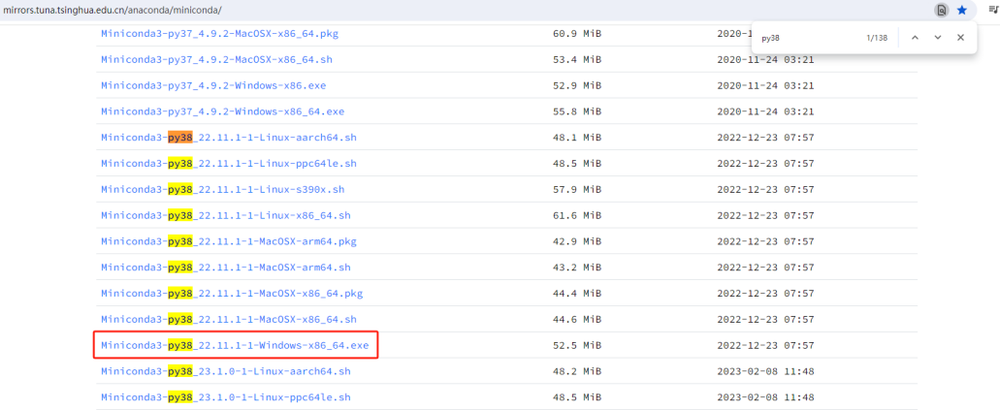 mirrors.tuna.tsinghua.edu.cn/anaconda/miniconda/
py38 1/138
Miniconda3-py37_4.9.2-MacOSX-x86_64.pkg 60.9 MiB 2020-1
Miniconda3-py37_4.9.2-MacOSX-x86_64.sh 53.4 MiB 2020-11-24 03:21
Miniconda3-py37_4.9.2-Windows-x86.exe 52.9 MiB 2020-11-24 03:21
Miniconda3-py37_4.9.2-Windows-x86_64.exe 55.8 MiB 2020-11-24 03:21
Miniconda3-py38_22.11.1-1-Linux-aarch64.sh 48.1 MiB 2022-12-23 07:57
Miniconda3-py38_22.11.1-1-Linux-ppc64le.sh 48.5 MiB 2022-12-23 07:57
Miniconda3-py38_22.11.1-1-Linux-s390x.sh 57.9 MiB 2022-12-23 07:57
Miniconda3-py38_22.11.1-1-Linux-x86_64.sh 61.6 MiB 2022-12-23 07:57
Miniconda3-py38_22.11.1-1-MacOSX-arm64.pkg 42.9 MiB 2022-12-23 07:57
Miniconda3-py38_22.11.1-1-MacOSX-arm64.sh 43.2 MiB 2022-12-23 07:57
Miniconda3-py38_22.11.1-1-MacOSX-x86_64.pkg 44.4 MiB 2022-12-23 07:57
Miniconda3-py38_22.11.1-1-MacOSX-x86_64.sh 44.6 MiB 2022-12-23 07:57
Miniconda3-py38_22.11.1-1-Windows-x86_64.exe 52.5 MiB 2022-12-23 07:57
Miniconda3-py38_23.1.0-1-Linux-aarch64.sh 48.2 MiB 2023-02-08 11:48
Miniconda3-py38_23.1.0-1-Linux-ppc64le.sh 48.5 MiB 2023-02-08 11:48